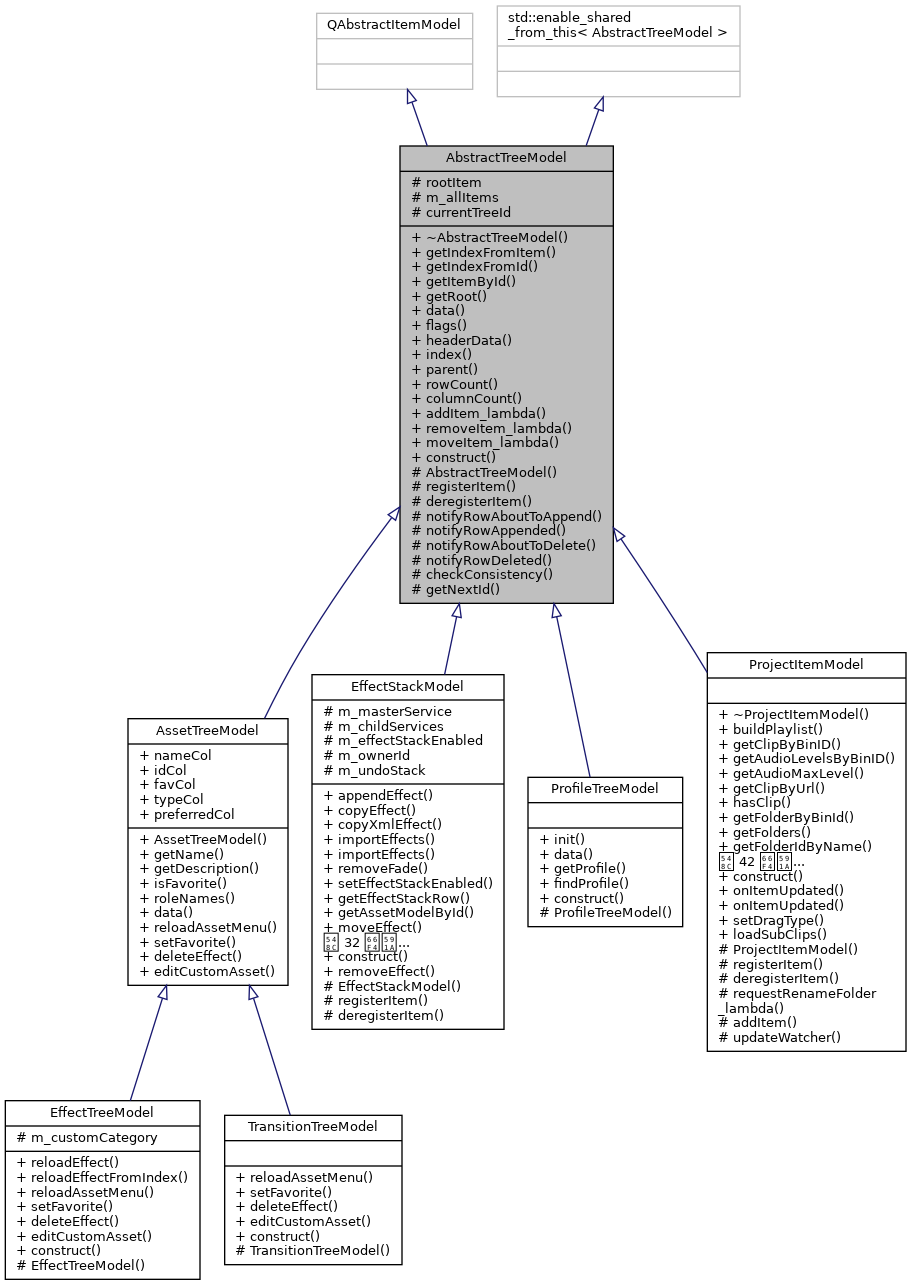 QAbstractItemModel
std::enable_shared
_from_this< AbstractTreeModel >
AbstractTreeModel
# rootItem
# m_allItems
# currentTreeId
+ ~AbstractTreeModel()
+ getIndexFromItem()
+ getIndexFromId()
+ getItemById()
+ getRoot()
+ data()
+ flags()
+ headerData()
+ index()
+ parent()
+ rowCount()
+ columnCount()
+ addItem_lambda()
+ removeItem_lambda()
+ moveItem_lambda()
+ construct()
# AbstractTreeModel()
# registerItem()
# deregisterItem()
# notifyRowAboutToAppend()
# notifyRowAppended()
# notifyRowAboutToDelete()
# notifyRowDeleted()
# checkConsistency()
# getNextId()
AssetTreeModel
+ nameCol
+ idCol
+ favCol
+ typeCol
+ preferredCol
+ AssetTreeModel()
+ getName()
+ getDescription()
+ isFavorite()
+ roleNames()
+ data()
+ reloadAssetMenu()
+ setFavorite()
+ deleteEffect()
+ editCustomAsset()
EffectStackModel
# m_masterService
# m_childServices
# m_effectStackEnabled
# m_ownerId
# m_undoStack
+ appendEffect()
+ copyEffect()
+ copyXmlEffect()
+ importEffects()
+ importEffects()
+ removeFade()
+ setEffectStackEnabled()
+ getEffectStackRow()
+ getAssetModelById()
+ moveEffect()
32 ...
+ construct()
+ removeEffect()
# EffectStackModel()
# registerItem()
# deregisterItem()
ProfileTreeModel
+ init()
+ data()
+ getProfile()
+ findProfile()
+ construct()
# ProfileTreeModel()
ProjectItemModel
+ ~ProjectItemModel()
+ buildPlaylist()
+ getClipByBinID()
+ getAudioLevelsByBinID()
+ getAudioMaxLevel()
+ getClipByUrl()
+ hasClip()
+ getFolderByBinId()
+ getFolders()
+ getFolderIdByName()
42 ...
+ construct()
+ onItemUpdated()
+ onItemUpdated()
+ setDragType()
+ loadSubClips()
# ProjectItemModel()
# registerItem()
# deregisterItem()
# requestRenameFolder
_lambda()
# addItem()
# updateWatcher()
EffectTreeModel
# m_customCategory
+ reloadEffect()
+ reloadEffectFromIndex()
+ reloadAssetMenu()
+ setFavorite()
+ deleteEffect()
+ editCustomAsset()
+ construct()
# EffectTreeModel()
TransitionTreeModel
+ reloadAssetMenu()
+ setFavorite()
+ deleteEffect()
+ editCustomAsset()
+ construct()
# TransitionTreeModel()